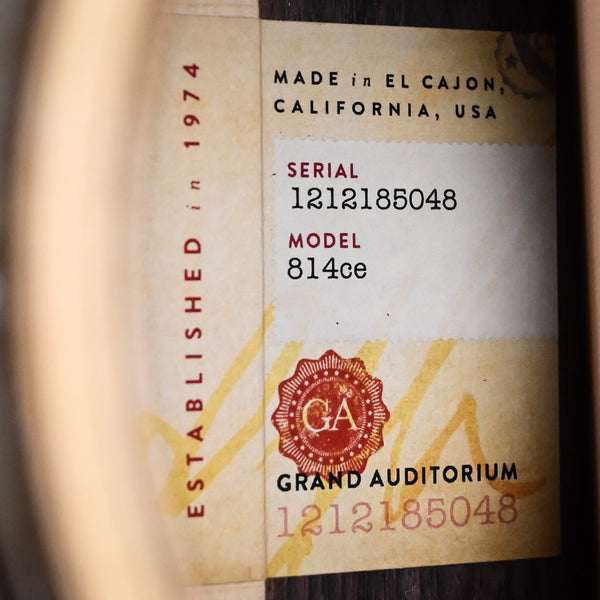 ESTABLISHED in 1974
MADE in EL CAJON,
CALIFORNIA, USA
SERIAL
1212185048
MODEL
814ce
GA
GRAND AUDITORIUM
1212185048